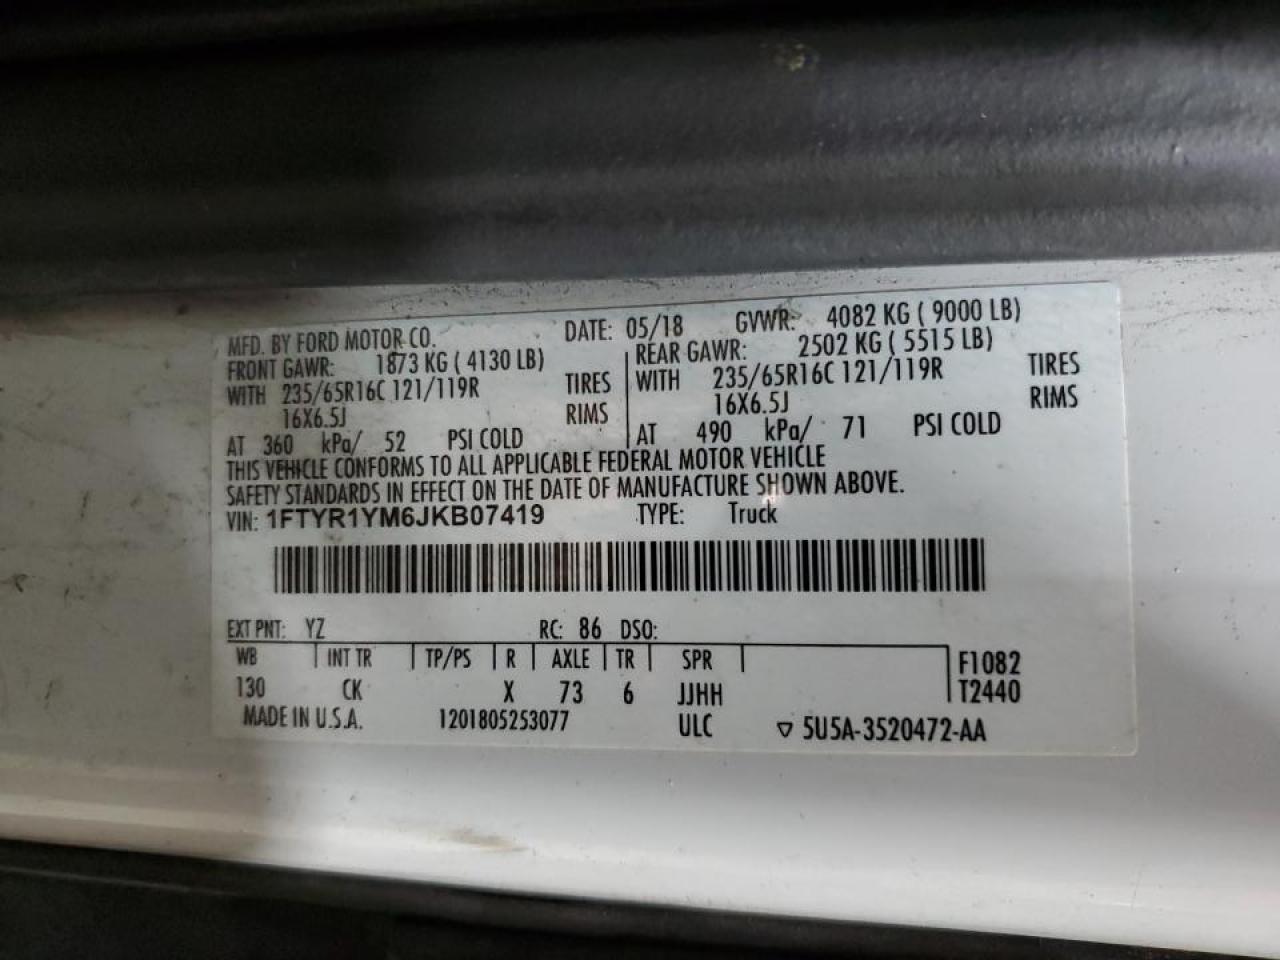 MFD. BY FORD MOTOR CO. DATE: 05/18 GVWR: 4082 KG ( 9000 LB)
FRONT GAWR: 1873 KG ( 4130 LB) REAR GAWR: 2502 KG ( 5515 LB)
WITH 235/65R16C 121/119R TIRES WITH 235/65R16C 121/119R TIRES
16X6.5J RIMS 16X6.5J RIMS
AT 360 kPa/ 52 PSI COLD AT 490 kPa/ 71 PSI COLD
THIS VEHICLE CONFORMS TO ALL APPLICABLE FEDERAL MOTOR VEHICLE
SAFETY STANDARDS IN EFFECT ON THE DATE OF MANUFACTURE SHOWN ABOVE.
VIN: 1FTYR1YM6JKB07419 TYPE: Truck
EXT PNT: YZ RC: 86 DSO:
WB INT TR TP/PS R AXLE TR SPR F1082
130 CK X 73 6 JJHH T2440
MADE IN U.S.A. 1201805253077 ULC ▽ 5U5A-3520472-AA